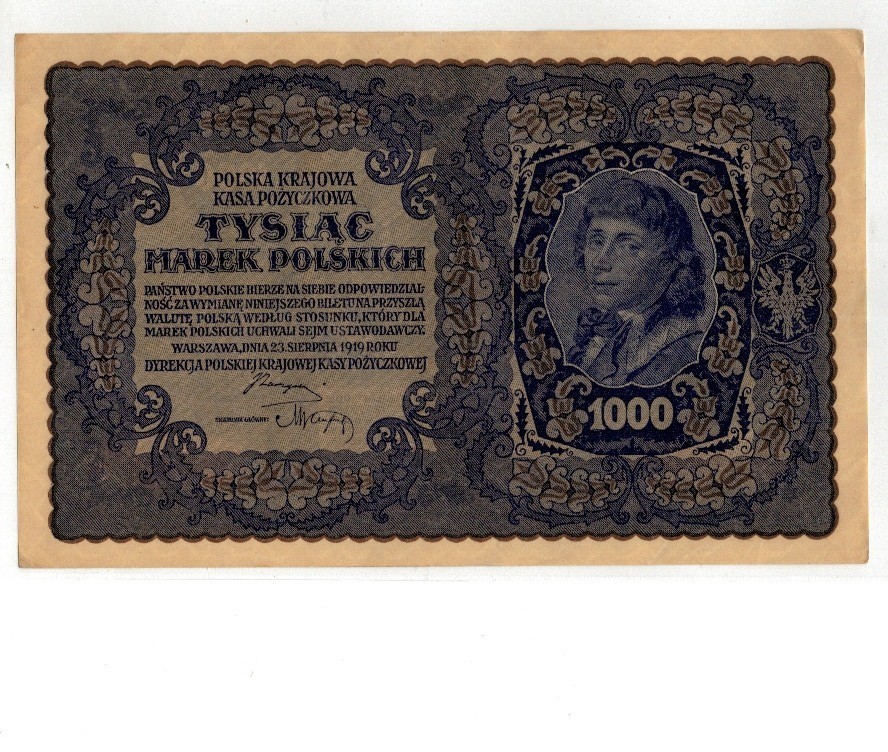 POLSKA KRAJOWA
KASA POŻYCZKOWA
TYSIĄC
MAREK POLSKICH
PAŃSTWO POLSKIE BIERZE NA SIEBIE ODPOWIEDZIAL
NOŚĆ ZA WYMIANĘ NINIEJSZEGO BILETU NA PRZYSZŁĄ
WALUTĘ POLSKĄ WEDŁUG STOSUNKU, KTÓRY DLA
MAREK POLSKICH UCHWALI SEJM USTAWODAWCZY.
WARSZAWA, DNIA 23. SIERPNIA 1919 ROKU
DYREKCJA POLSKIEJ KRAJOWEJ KASY POŻYCZKOWEJ
SKARBNIK GŁÓWNY:
1000